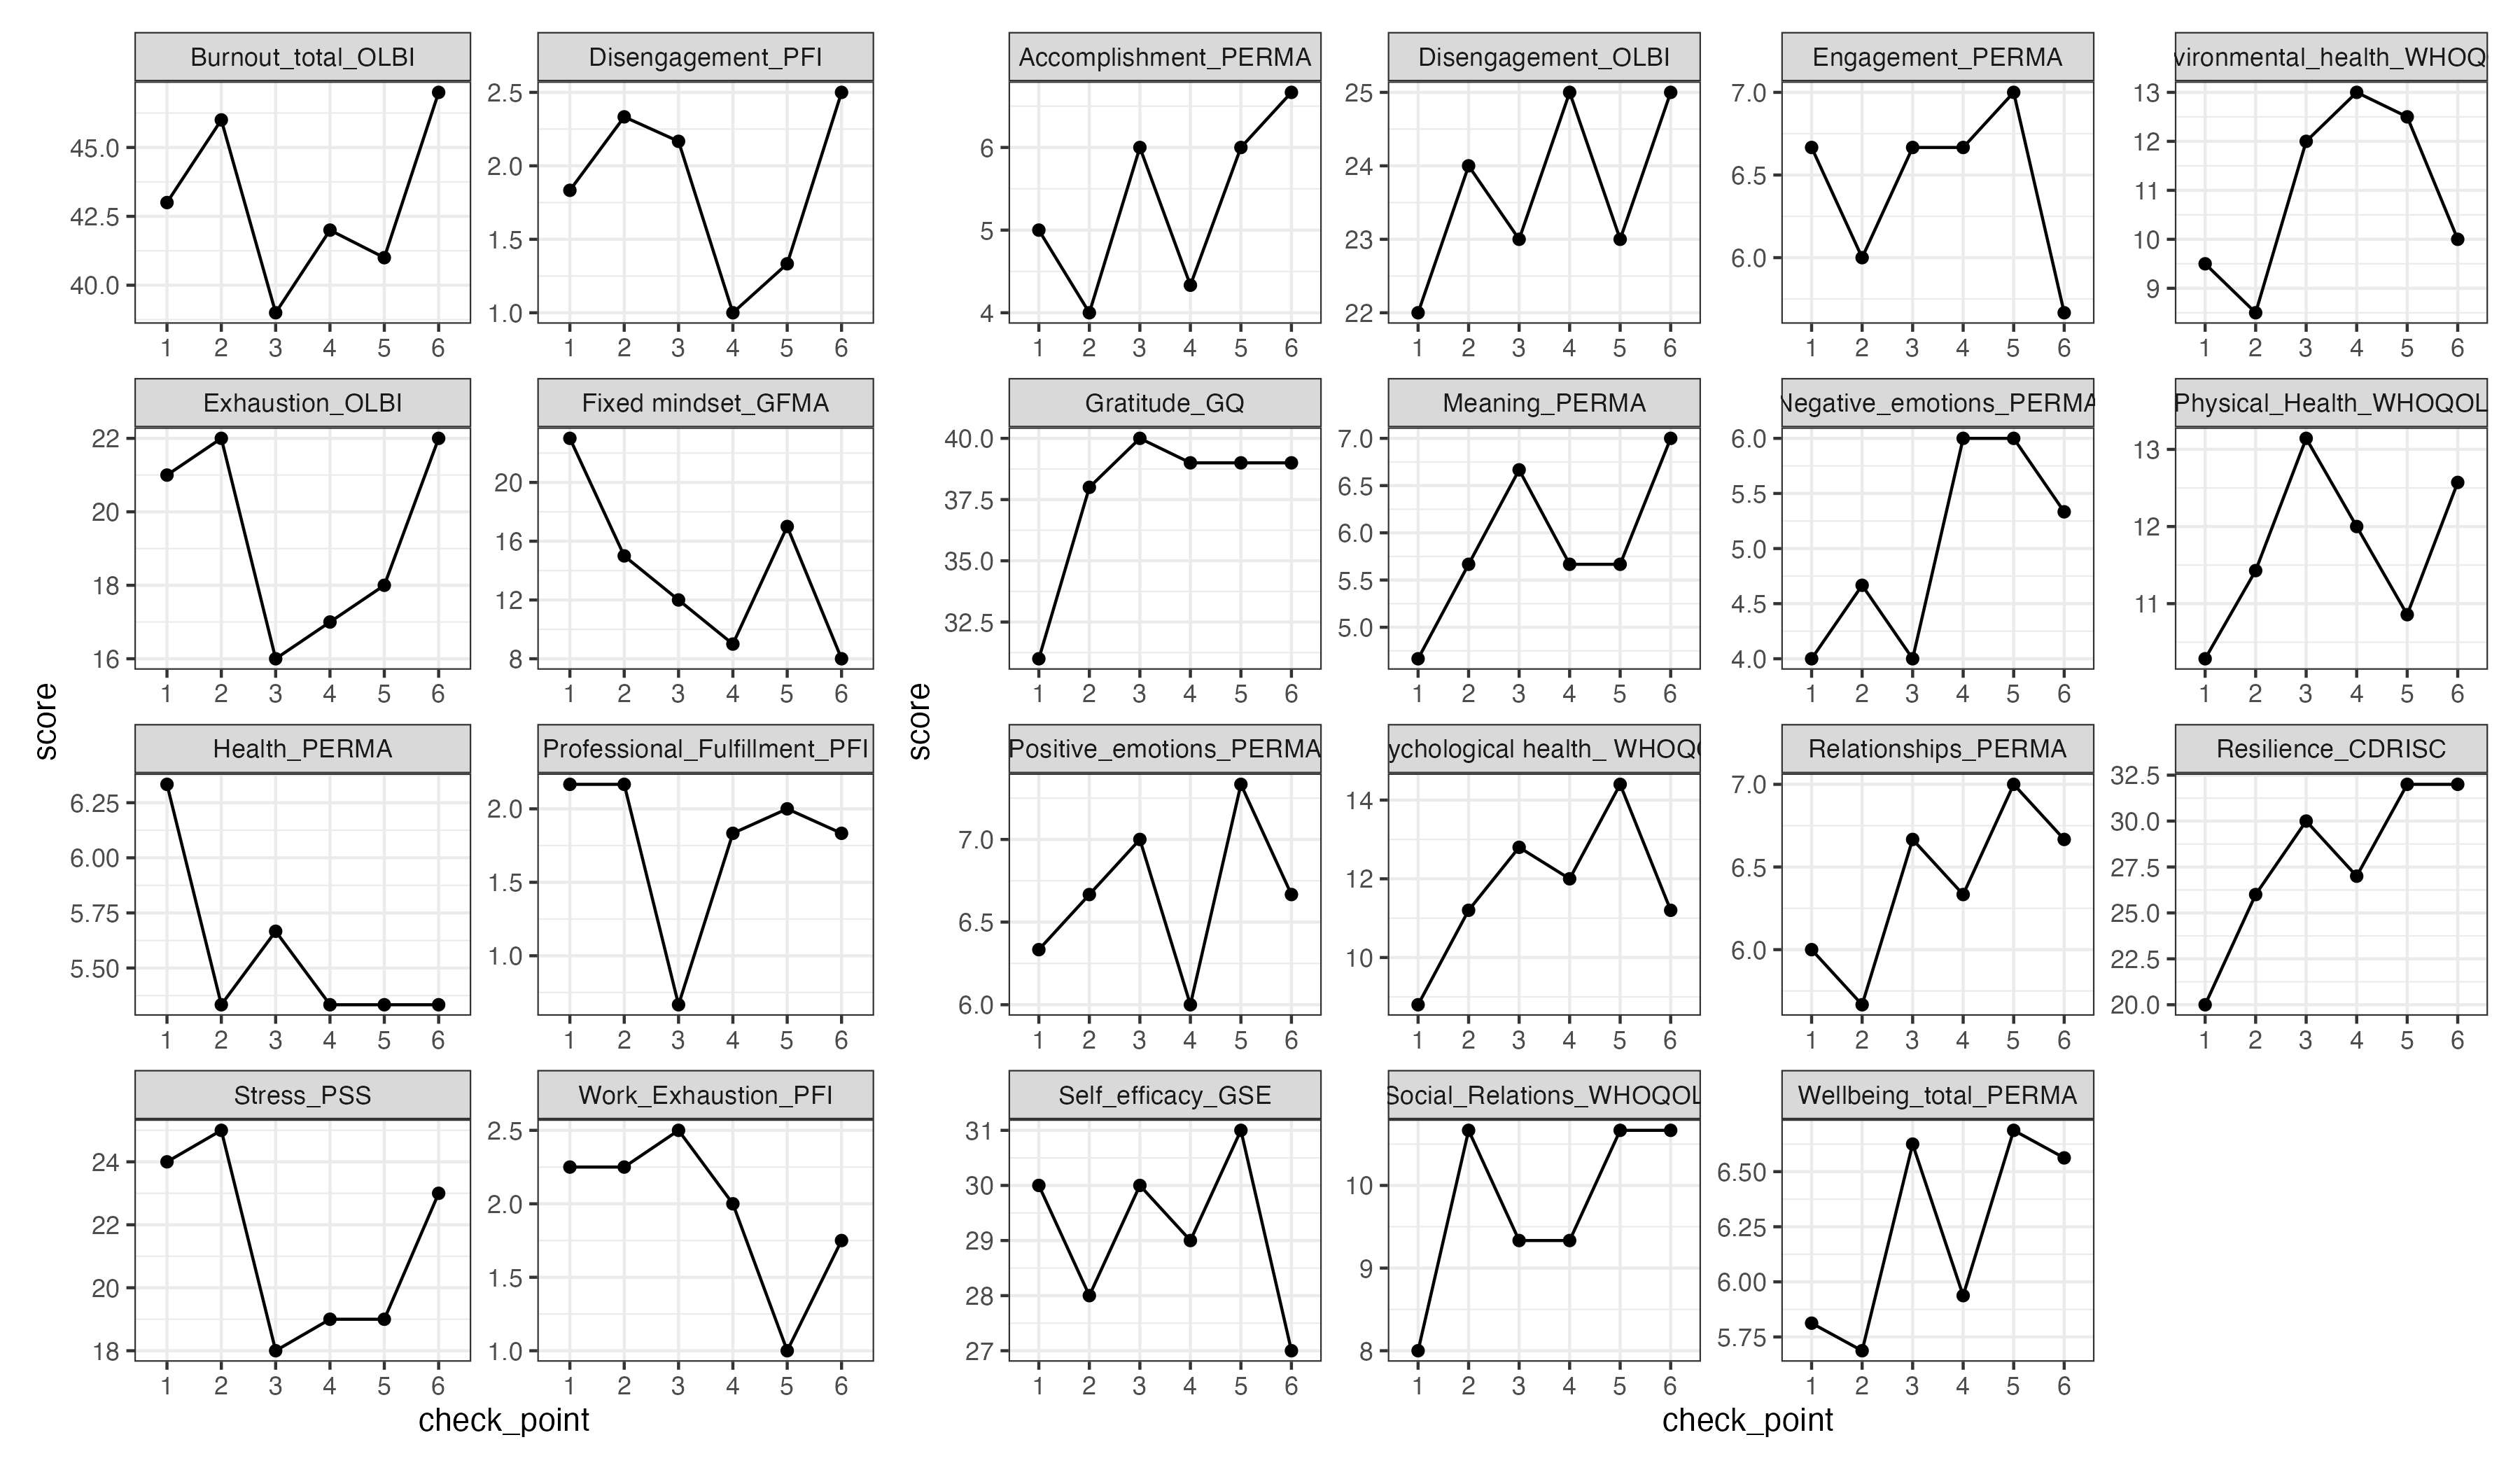 Burnout_total_OLBI
45.0
42.5
40.0
1 2 3 4 5 6
Disengagement_PFI
2.5
2.0
1.5
1.0
1 2 3 4 5 6
Exhaustion_OLBI
22
20
18
16
1 2 3 4 5 6
Fixed mindset_GFMA
20
16
12
8
1 2 3 4 5 6
Health_PERMA
6.25
6.00
5.75
5.50
1 2 3 4 5 6
Professional_Fulfillment_PFI
2.0
1.5
1.0
1 2 3 4 5 6
Stress_PSS
24
22
20
18
1 2 3 4 5 6
Work_Exhaustion_PFI
2.5
2.0
1.5
1.0
1 2 3 4 5 6
score
check_point
Accomplishment_PERMA
6
5
4
1 2 3 4 5 6
Disengagement_OLBI
25
24
23
22
1 2 3 4 5 6
Engagement_PERMA
7.0
6.5
6.0
1 2 3 4 5 6
vironmental_health_WHOQ
13
12
11
10
9
1 2 3 4 5 6
Gratitude_GQ
40.0
37.5
35.0
32.5
1 2 3 4 5 6
Meaning_PERMA
7.0
6.5
6.0
5.5
5.0
1 2 3 4 5 6
Negative_emotions_PERMA
6.0
5.5
5.0
4.5
4.0
1 2 3 4 5 6
Physical_Health_WHOQOL
13
12
11
1 2 3 4 5 6
Positive_emotions_PERMA
7.0
6.5
6.0
1 2 3 4 5 6
ychological health_ WHOQ
14
12
10
1 2 3 4 5 6
Relationships_PERMA
7.0
6.5
6.0
1 2 3 4 5 6
Resilience_CDRISC
32.5
30.0
27.5
25.0
22.5
20.0
1 2 3 4 5 6
Self_efficacy_GSE
31
30
29
28
27
1 2 3 4 5 6
Social_Relations_WHOQOL
10
9
8
1 2 3 4 5 6
Wellbeing_total_PERMA
6.50
6.25
6.00
5.75
1 2 3 4 5 6
score
check_point